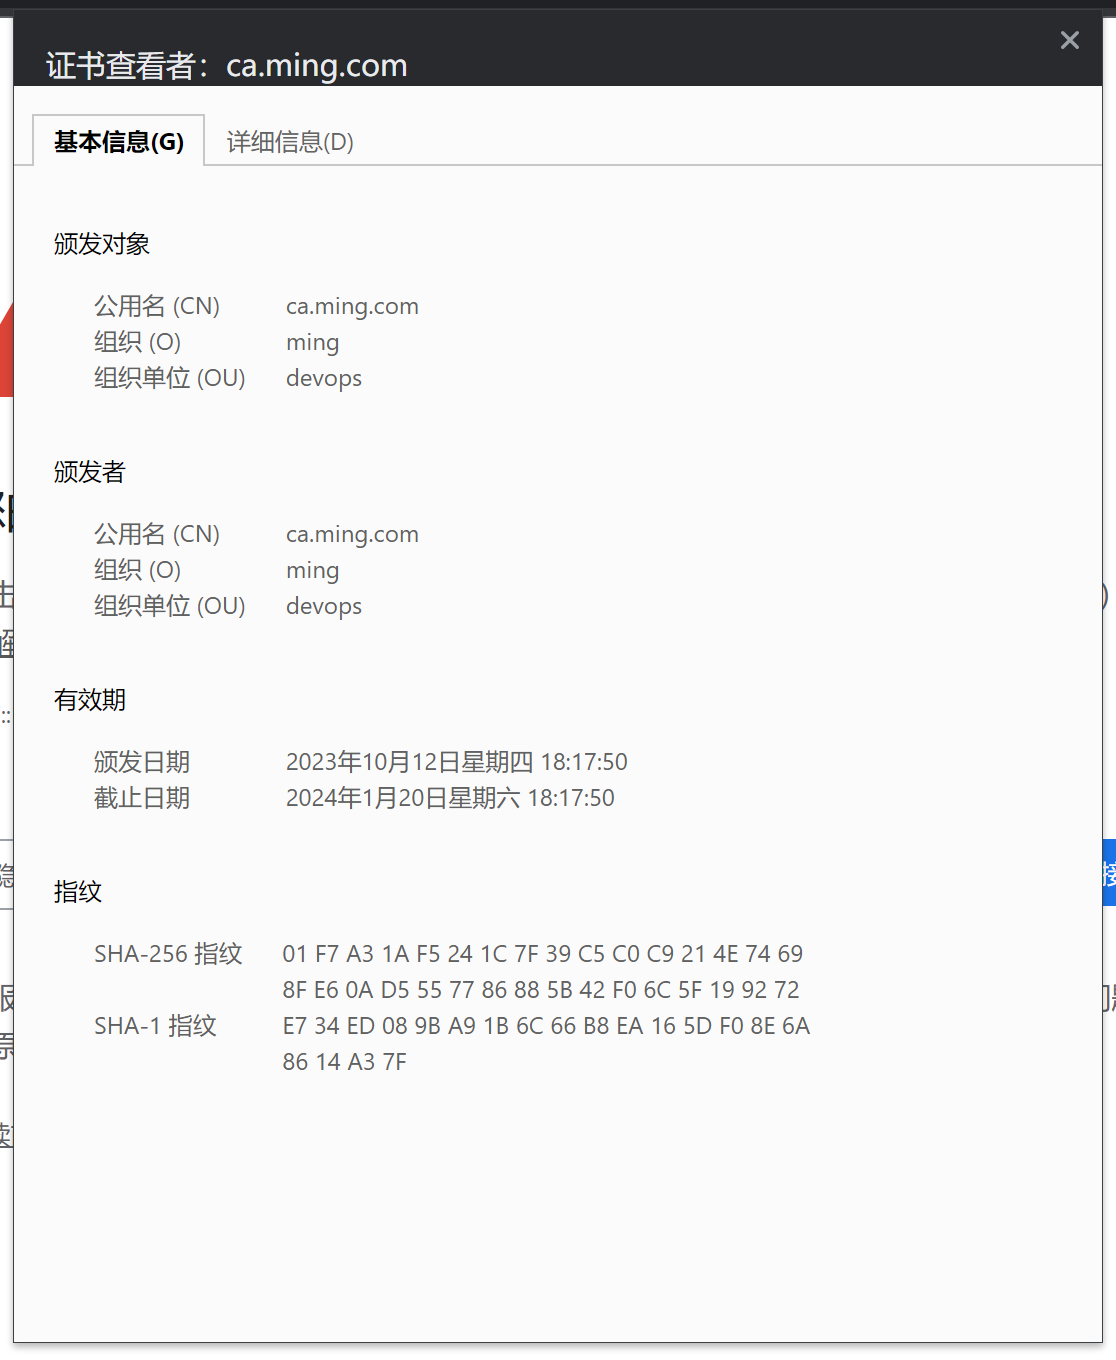 证书查看者：ca.ming.com
基本信息(G) 详细信息(D)
颁发对象
公用名 (CN) ca.ming.com
组织 (O) ming
组织单位 (OU) devops
颁发者
公用名 (CN) ca.ming.com
组织 (O) ming
组织单位 (OU) devops
有效期
颁发日期 2023年10月12日星期四 18:17:50
截止日期 2024年1月20日星期六 18:17:50
指纹
SHA-256 指纹 01 F7 A3 1A F5 24 1C 7F 39 C5 C0 C9 21 4E 74 69
8F E6 0A D5 55 77 86 88 5B 42 F0 6C 5F 19 92 72
SHA-1 指纹 E7 34 ED 08 9B A9 1B 6C 66 B8 EA 16 5D F0 8E 6A
86 14 A3 7F